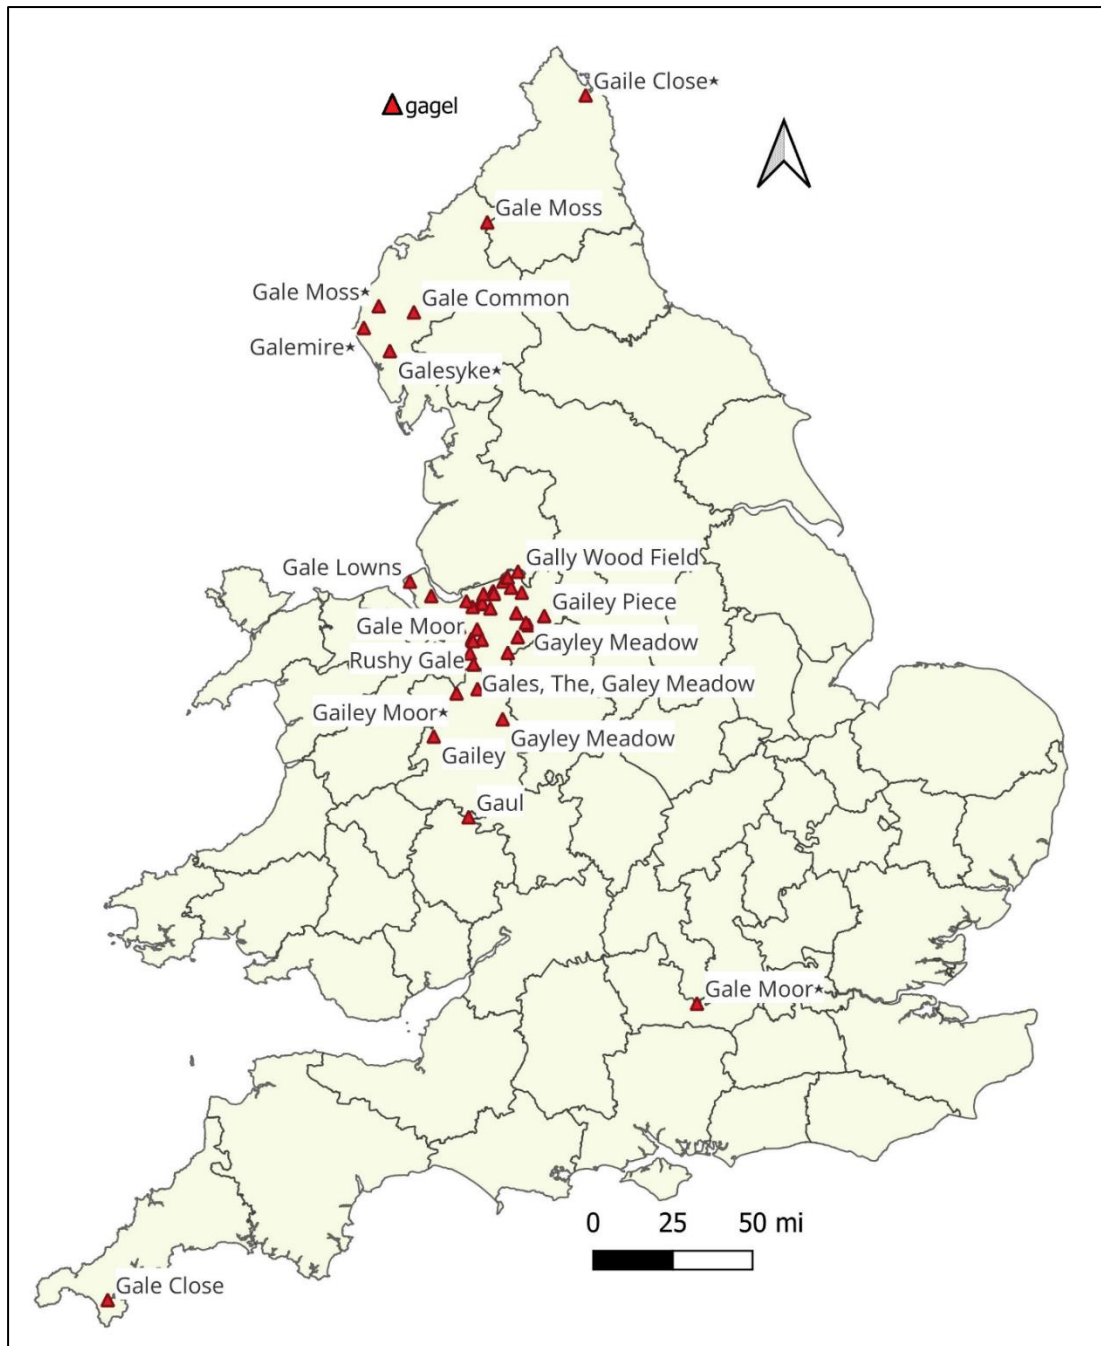 Gaile Close★
gagel
Gale Moss
Gale Moss★
Gale Common
Galemire★
Galesyke★
Gally Wood Field
Gale Lowns
Gailey Piece
Gale Moor
Gayley Meadow
Rushy Gale
Gales, The, Galey Meadow
Gailey Moor★
Gayley Meadow
Gailey
Gaul
Gale Moor★
0 25 50 mi
Gale Close